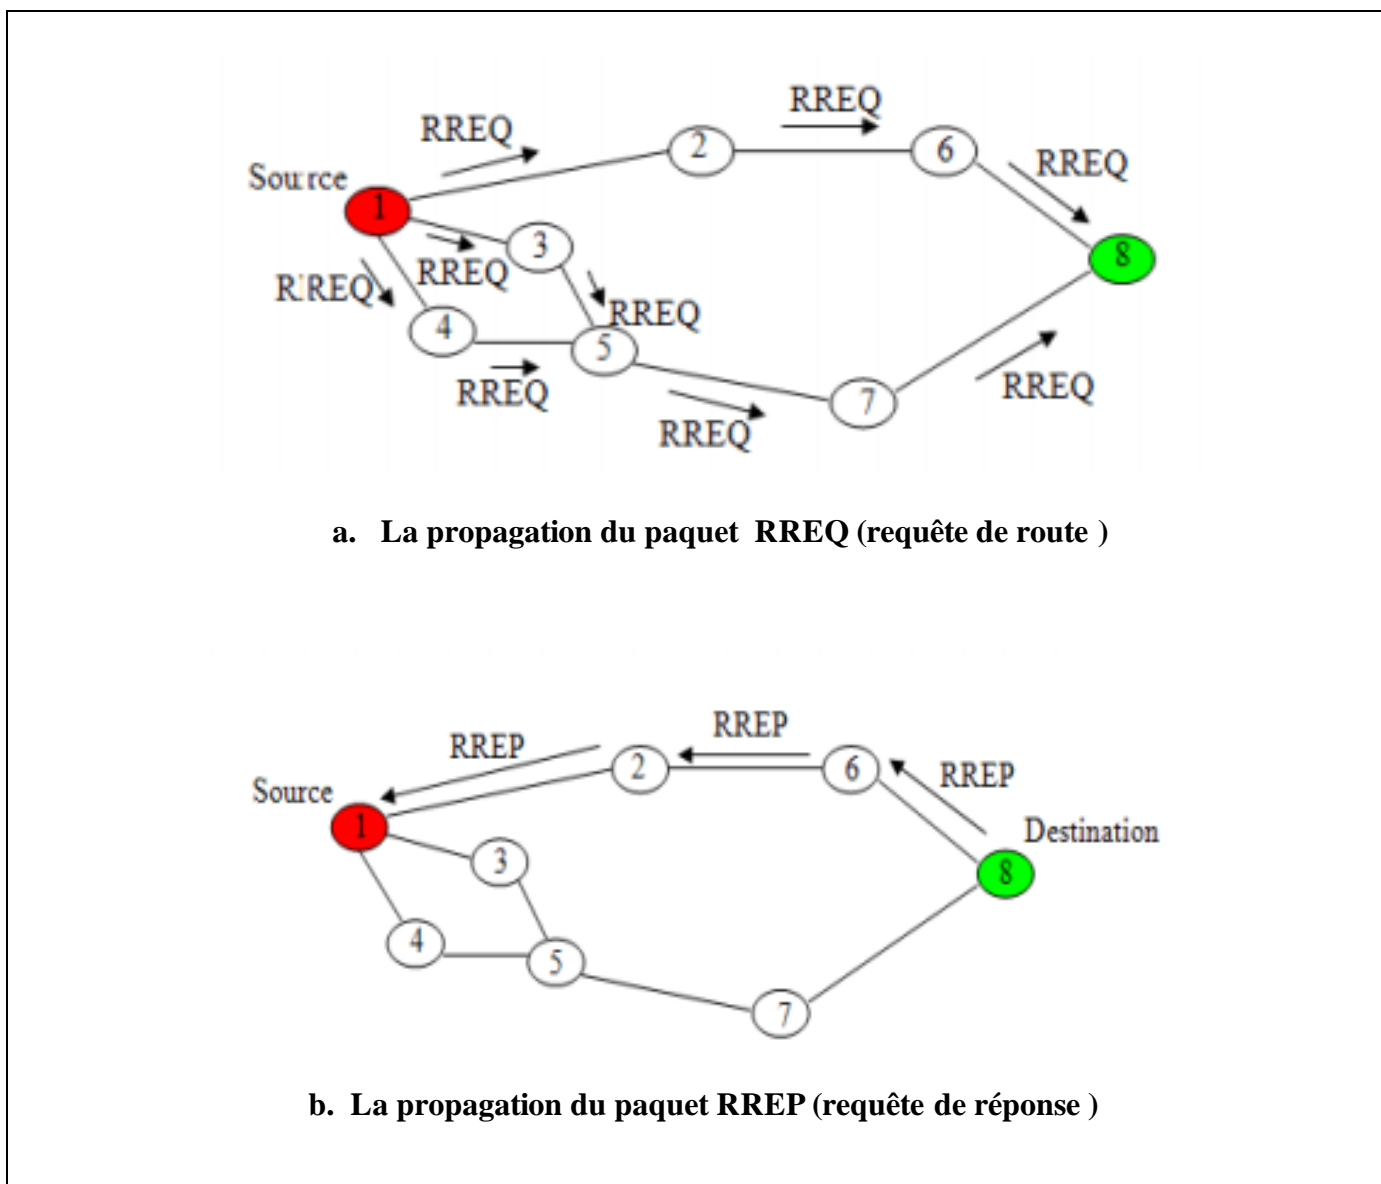 RREQ
RREQ
RREQ
Source
1
2
6
8
3
RREQ
RREQ
RREQ
4
5
RREQ
RREQ
7
RREQ
a. La propagation du paquet RREQ (requête de route )
RREP
RREP
RREP
Source
2
6
Destination
1
3
8
4
5
7
b. La propagation du paquet RREP (requête de réponse )